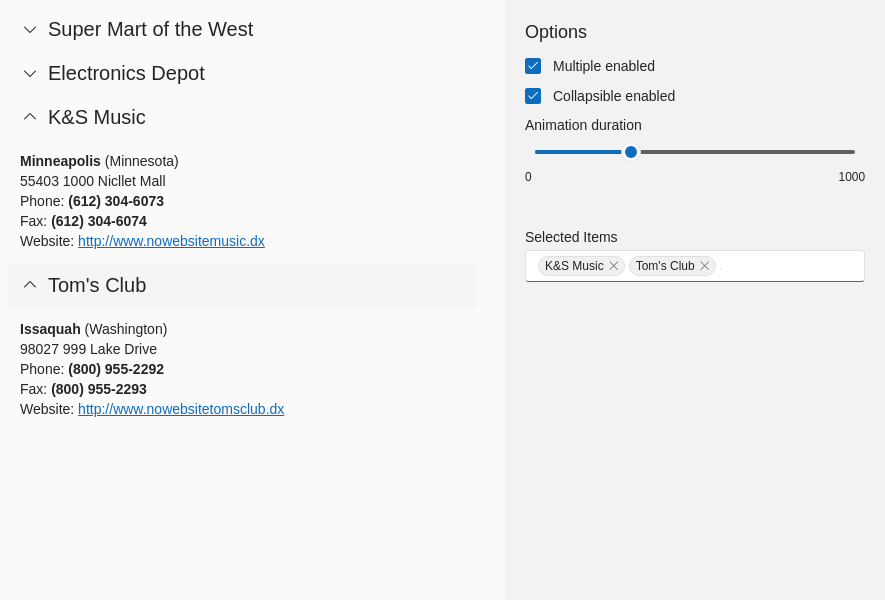 Super Mart of the West
Electronics Depot
K&S Music
Minneapolis (Minnesota)
55403 1000 Nicllet Mall
Phone: (612) 304-6073
Fax: (612) 304-6074
Website: http://www.nowebsitemusic.dx
Tom's Club
Issaquah (Washington)
98027 999 Lake Drive
Phone: (800) 955-2292
Fax: (800) 955-2293
Website: http://www.nowebsitetomsclub.dx
Options
Multiple enabled
Collapsible enabled
Animation duration
0 1000
Selected Items
K&S Music Tom's Club